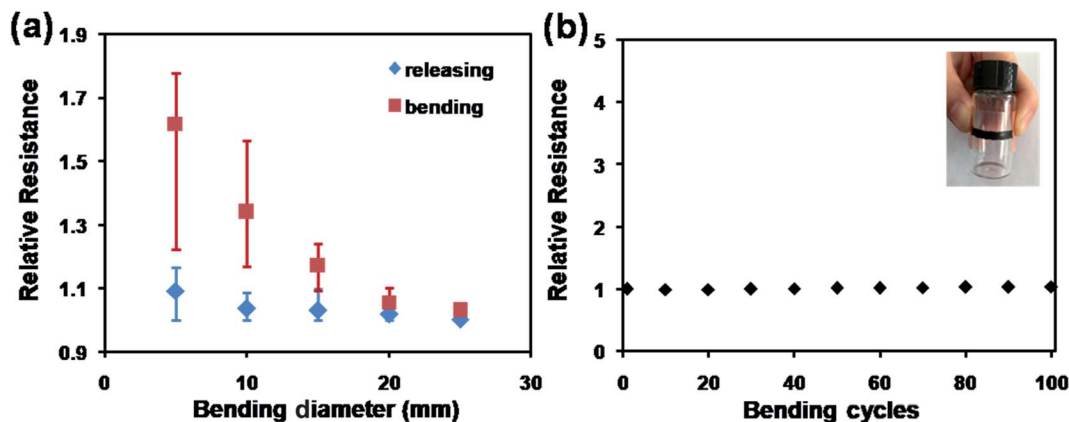 (a)
1.9
1.7
1.5
1.3
1.1
0.9
Relative Resistance
releasing
bending
0 10 20 30
Bending diameter (mm)
(b)
5
4
3
2
1
0
Relative Resistance
0 20 40 60 80 100
Bending cycles